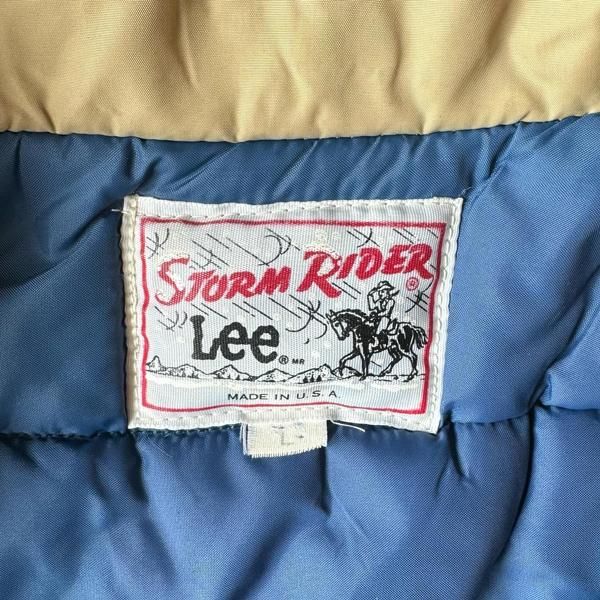 STORM RIDER®
Lee® MR
MADE IN U.S.A.
L